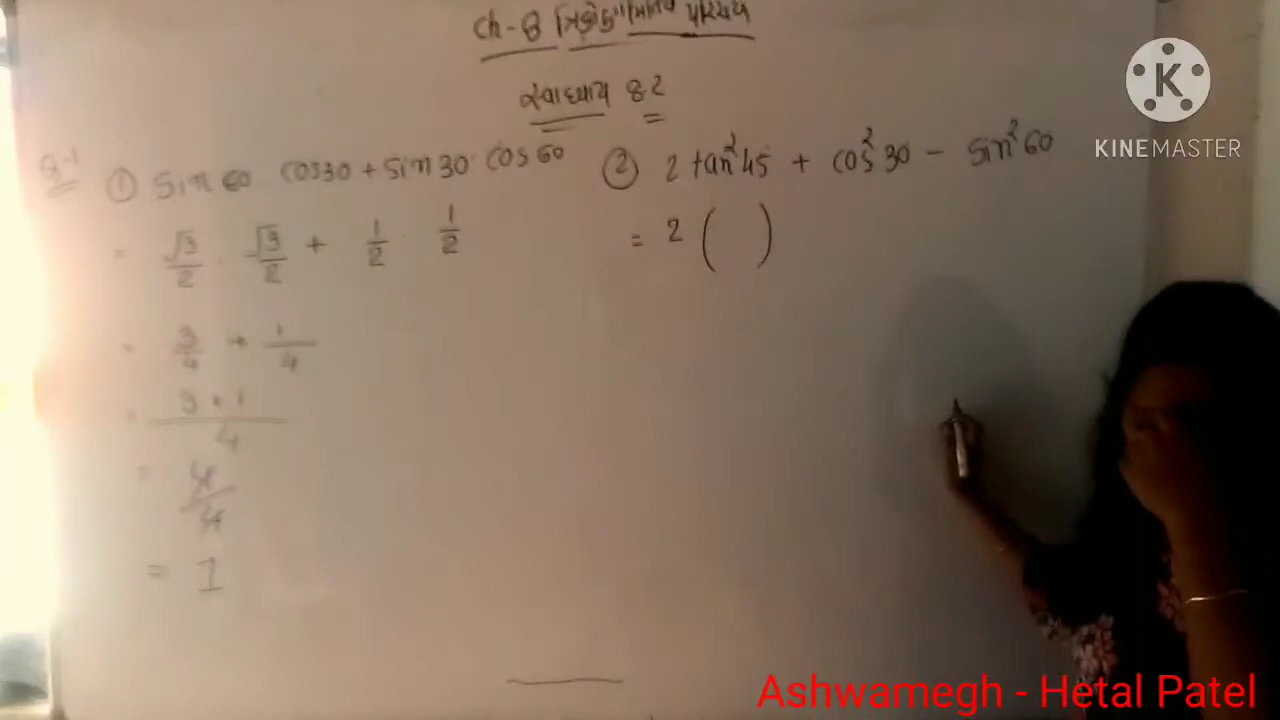 Ch-8 ત્રિકોણમિતિનો પરિચય
સ્વાધ્યાય 8.2
Q-1 ① Sin 60 cos30 + Sin 30 · cos 60
= √3/2 · √3/2 + 1/2 · 1/2
= 3/4 + 1/4
= 3+1/4
= 4/4
= 1
② 2 tan²45 + cos²30 - sin²60
= 2 ( )
K
KINEMASTER
Ashwamegh - Hetal Patel